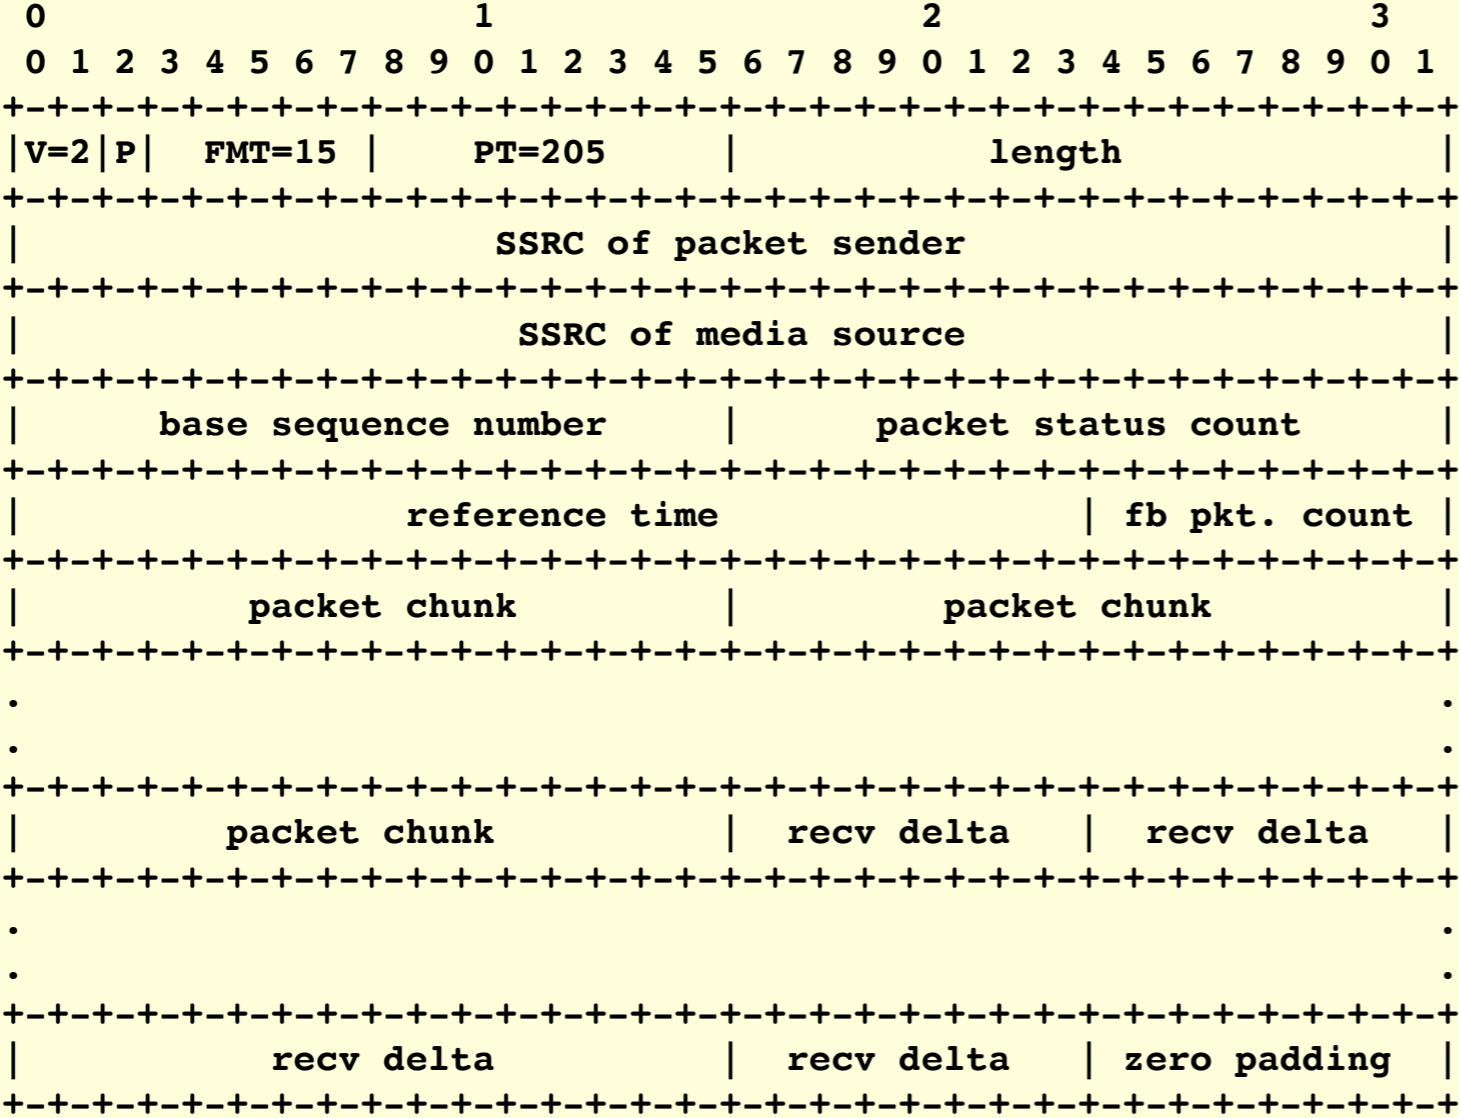 0                   1                   2                   3
 0 1 2 3 4 5 6 7 8 9 0 1 2 3 4 5 6 7 8 9 0 1 2 3 4 5 6 7 8 9 0 1
+-+-+-+-+-+-+-+-+-+-+-+-+-+-+-+-+-+-+-+-+-+-+-+-+-+-+-+-+-+-+-+-+
|V=2|P|  FMT=15 |    PT=205     |           length              |
+-+-+-+-+-+-+-+-+-+-+-+-+-+-+-+-+-+-+-+-+-+-+-+-+-+-+-+-+-+-+-+-+
|                     SSRC of packet sender                     |
+-+-+-+-+-+-+-+-+-+-+-+-+-+-+-+-+-+-+-+-+-+-+-+-+-+-+-+-+-+-+-+-+
|                      SSRC of media source                     |
+-+-+-+-+-+-+-+-+-+-+-+-+-+-+-+-+-+-+-+-+-+-+-+-+-+-+-+-+-+-+-+-+
|      base sequence number     |      packet status count      |
+-+-+-+-+-+-+-+-+-+-+-+-+-+-+-+-+-+-+-+-+-+-+-+-+-+-+-+-+-+-+-+-+
|                 reference time                | fb pkt. count |
+-+-+-+-+-+-+-+-+-+-+-+-+-+-+-+-+-+-+-+-+-+-+-+-+-+-+-+-+-+-+-+-+
|          packet chunk         |         packet chunk          |
+-+-+-+-+-+-+-+-+-+-+-+-+-+-+-+-+-+-+-+-+-+-+-+-+-+-+-+-+-+-+-+-+
.                                                               .
.                                                               .
+-+-+-+-+-+-+-+-+-+-+-+-+-+-+-+-+-+-+-+-+-+-+-+-+-+-+-+-+-+-+-+-+
|         packet chunk          |  recv delta   |  recv delta   |
+-+-+-+-+-+-+-+-+-+-+-+-+-+-+-+-+-+-+-+-+-+-+-+-+-+-+-+-+-+-+-+-+
.                                                               .
.                                                               .
+-+-+-+-+-+-+-+-+-+-+-+-+-+-+-+-+-+-+-+-+-+-+-+-+-+-+-+-+-+-+-+-+
|           recv delta          |  recv delta   | zero padding  |
+-+-+-+-+-+-+-+-+-+-+-+-+-+-+-+-+-+-+-+-+-+-+-+-+-+-+-+-+-+-+-+-+